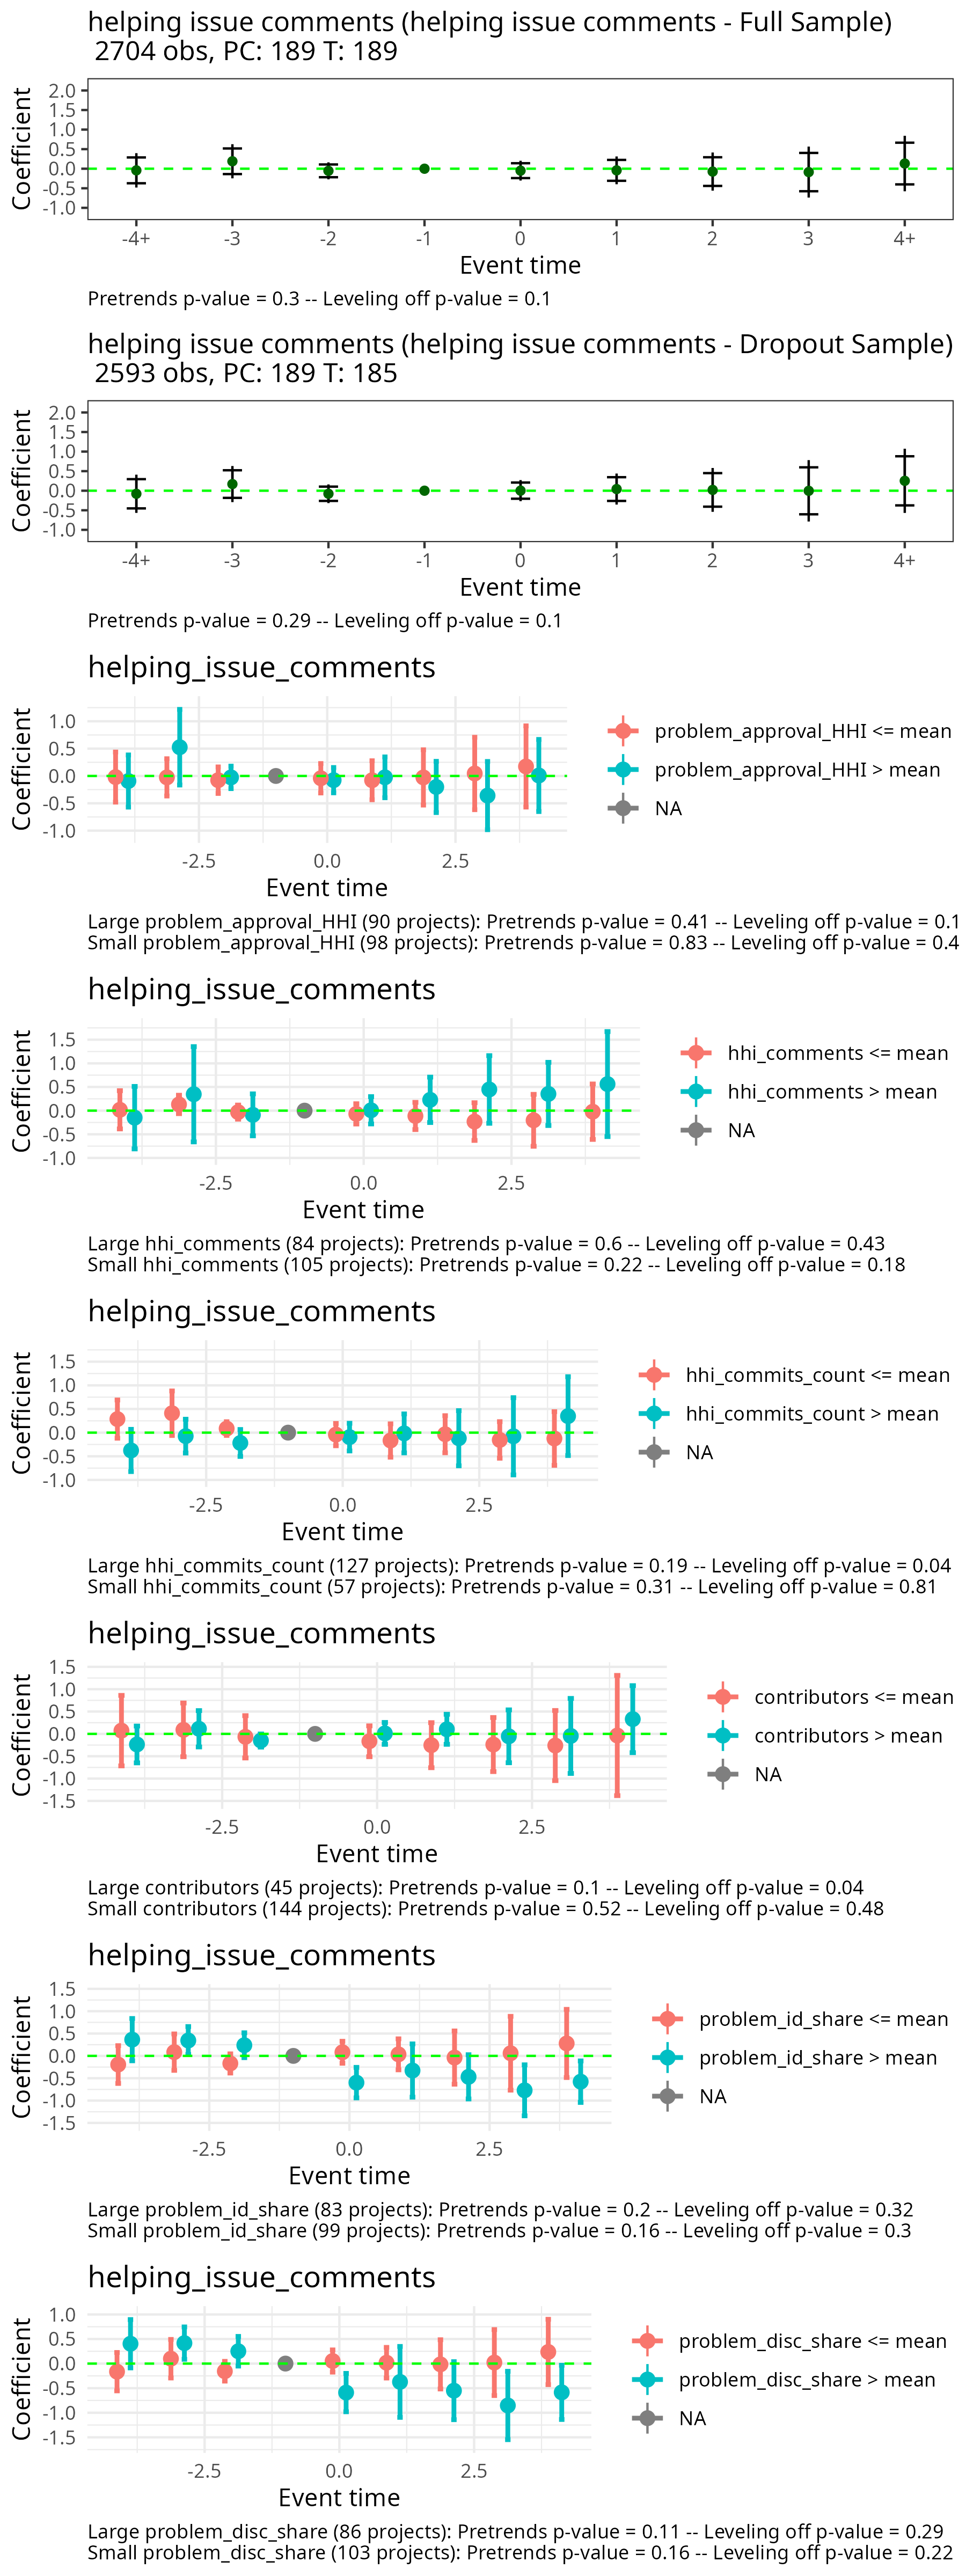 helping issue comments (helping issue comments - Full Sample)
2704 obs, PC: 189 T: 189
Coefficient
2.0
1.5
1.0
0.5
0.0
-0.5
-1.0
-4+ -3 -2 -1 0 1 2 3 4+
Event time
Pretrends p-value = 0.3 -- Leveling off p-value = 0.1
helping issue comments (helping issue comments - Dropout Sample)
2593 obs, PC: 189 T: 185
Coefficient
2.0
1.5
1.0
0.5
0.0
-0.5
-1.0
-4+ -3 -2 -1 0 1 2 3 4+
Event time
Pretrends p-value = 0.29 -- Leveling off p-value = 0.1
helping_issue_comments
Coefficient
1.0
0.5
0.0
-0.5
-1.0
-2.5 0.0 2.5
Event time
problem_approval_HHI <= mean
problem_approval_HHI > mean
NA
Large problem_approval_HHI (90 projects): Pretrends p-value = 0.41 -- Leveling off p-value = 0.1
Small problem_approval_HHI (98 projects): Pretrends p-value = 0.83 -- Leveling off p-value = 0.4
helping_issue_comments
Coefficient
1.5
1.0
0.5
0.0
-0.5
-1.0
-2.5 0.0 2.5
Event time
hhi_comments <= mean
hhi_comments > mean
NA
Large hhi_comments (84 projects): Pretrends p-value = 0.6 -- Leveling off p-value = 0.43
Small hhi_comments (105 projects): Pretrends p-value = 0.22 -- Leveling off p-value = 0.18
helping_issue_comments
Coefficient
1.5
1.0
0.5
0.0
-0.5
-1.0
-2.5 0.0 2.5
Event time
hhi_commits_count <= mean
hhi_commits_count > mean
NA
Large hhi_commits_count (127 projects): Pretrends p-value = 0.19 -- Leveling off p-value = 0.04
Small hhi_commits_count (57 projects): Pretrends p-value = 0.31 -- Leveling off p-value = 0.81
helping_issue_comments
Coefficient
1.5
1.0
0.5
0.0
-0.5
-1.0
-1.5
-2.5 0.0 2.5
Event time
contributors <= mean
contributors > mean
NA
Large contributors (45 projects): Pretrends p-value = 0.1 -- Leveling off p-value = 0.04
Small contributors (144 projects): Pretrends p-value = 0.52 -- Leveling off p-value = 0.48
helping_issue_comments
Coefficient
1.5
1.0
0.5
0.0
-0.5
-1.0
-1.5
-2.5 0.0 2.5
Event time
problem_id_share <= mean
problem_id_share > mean
NA
Large problem_id_share (83 projects): Pretrends p-value = 0.2 -- Leveling off p-value = 0.32
Small problem_id_share (99 projects): Pretrends p-value = 0.16 -- Leveling off p-value = 0.3
helping_issue_comments
Coefficient
1.0
0.5
0.0
-0.5
-1.0
-1.5
-2.5 0.0 2.5
Event time
problem_disc_share <= mean
problem_disc_share > mean
NA
Large problem_disc_share (86 projects): Pretrends p-value = 0.11 -- Leveling off p-value = 0.29
Small problem_disc_share (103 projects): Pretrends p-value = 0.16 -- Leveling off p-value = 0.22